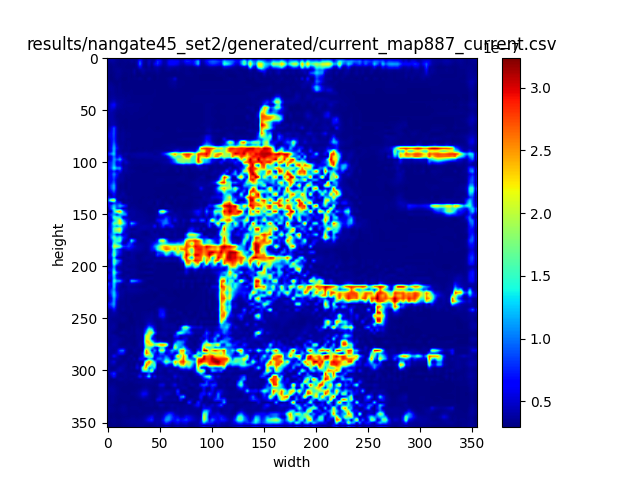 results/nangate45_set2/generated/current_map887_current.csv
1e−7
0
50
100
150
200
250
300
350
height
0 50 100 150 200 250 300 350
width
3.0
2.5
2.0
1.5
1.0
0.5